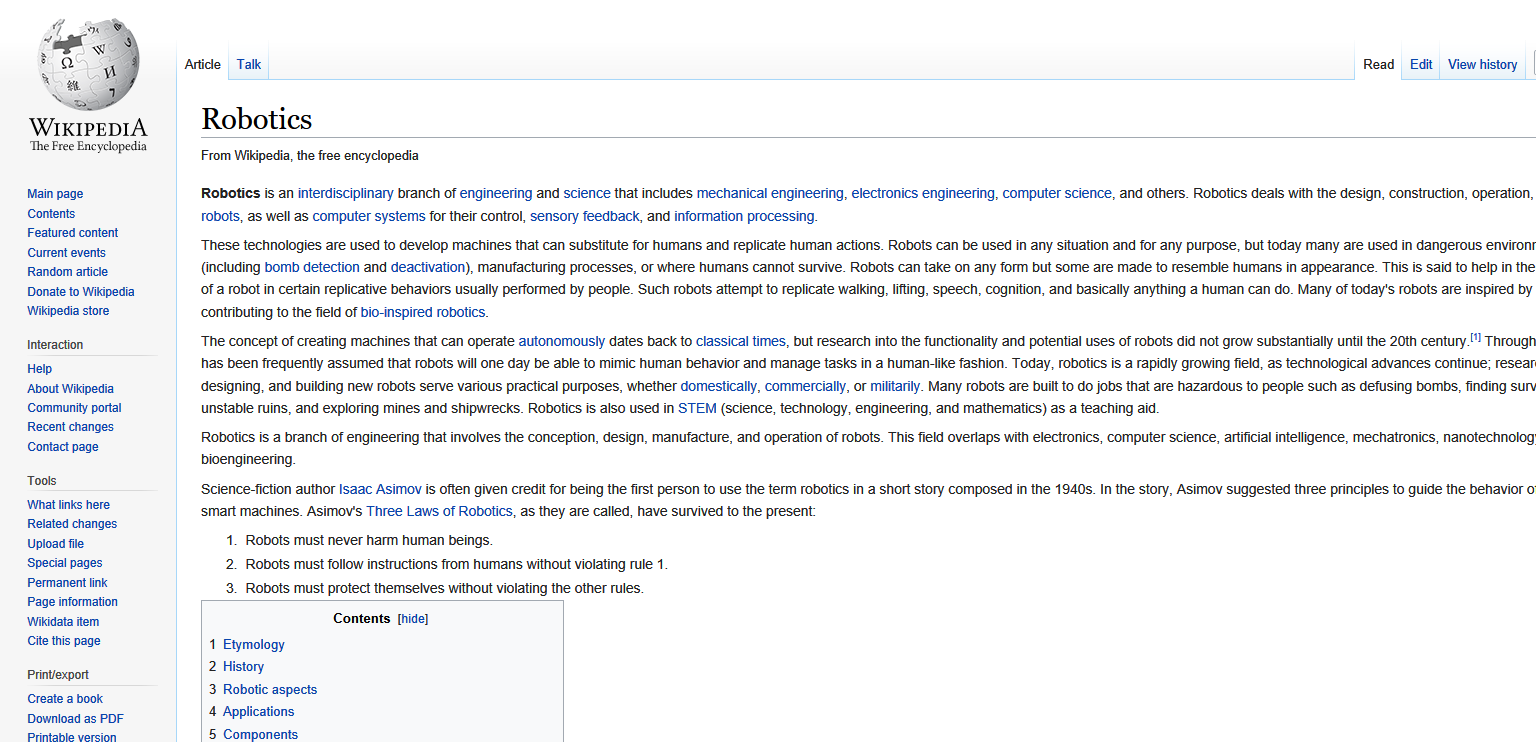 WIKIPEDIA
The Free Encyclopedia
Main page
Contents
Featured content
Current events
Random article
Donate to Wikipedia
Wikipedia store
Interaction
Help
About Wikipedia
Community portal
Recent changes
Contact page
Tools
What links here
Related changes
Upload file
Special pages
Permanent link
Page information
Wikidata item
Cite this page
Print/export
Create a book
Download as PDF
Printable version
Article Talk
Read Edit View history
Robotics
From Wikipedia, the free encyclopedia
Robotics is an interdisciplinary branch of engineering and science that includes mechanical engineering, electronics engineering, computer science, and others. Robotics deals with the design, construction, operation,
robots, as well as computer systems for their control, sensory feedback, and information processing.
These technologies are used to develop machines that can substitute for humans and replicate human actions. Robots can be used in any situation and for any purpose, but today many are used in dangerous
(including bomb detection and deactivation), manufacturing processes, or where humans cannot survive. Robots can take on any form but some are made to resemble humans in appearance. This is said to help in the
of a robot in certain replicative behaviors usually performed by people. Such robots attempt to replicate walking, lifting, speech, cognition, and basically anything a human can do. Many of today's robots are inspired by
contributing to the field of bio-inspired robotics.
The concept of creating machines that can operate autonomously dates back to classical times, but research into the functionality and potential uses of robots did not grow substantially until the 20th century.[1] Through
has been frequently assumed that robots will one day be able to mimic human behavior and manage tasks in a human-like fashion. Today, robotics is a rapidly growing field, as technological advances continue;
designing, and building new robots serve various practical purposes, whether domestically, commercially, or militarily. Many robots are built to do jobs that are hazardous to people such as defusing bombs, finding
unstable ruins, and exploring mines and shipwrecks. Robotics is also used in STEM (science, technology, engineering, and mathematics) as a teaching aid.
Robotics is a branch of engineering that involves the conception, design, manufacture, and operation of robots. This field overlaps with electronics, computer science, artificial intelligence, mechatronics, nanotechnology
bioengineering.
Science-fiction author Isaac Asimov is often given credit for being the first person to use the term robotics in a short story composed in the 1940s. In the story, Asimov suggested three principles to guide the behavior of
smart machines. Asimov's Three Laws of Robotics, as they are called, have survived to the present:
1. Robots must never harm human beings.
2. Robots must follow instructions from humans without violating rule 1.
3. Robots must protect themselves without violating the other rules.
Contents [hide]
1 Etymology
2 History
3 Robotic aspects
4 Applications
5 Components